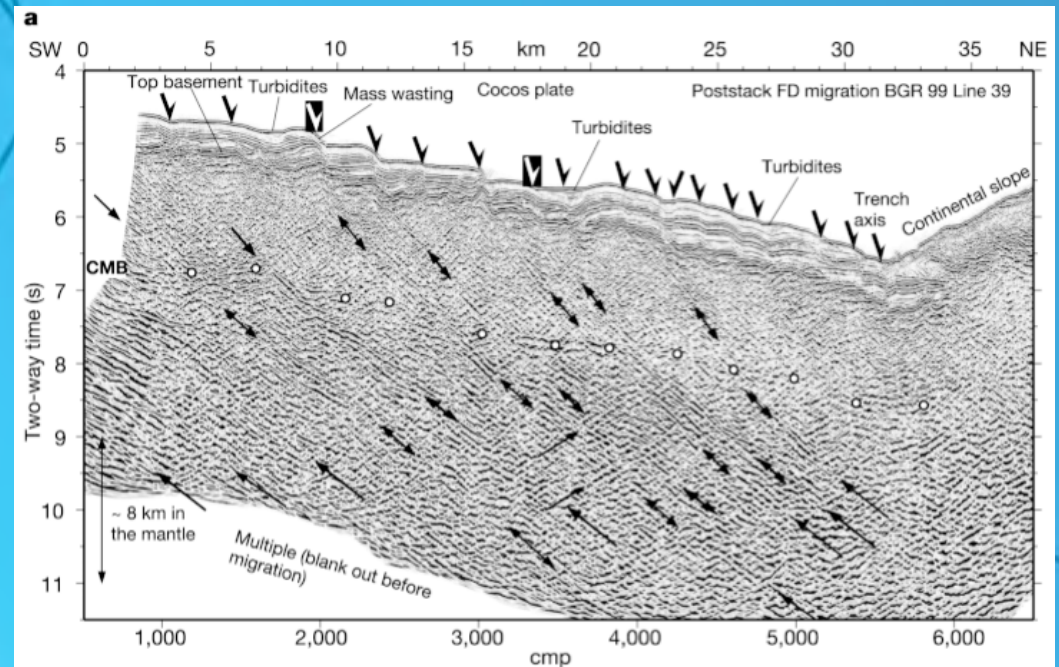 a
SW 0 5 10 15 km 20 25 30 35 NE
4
Top basement
Turbidites
Mass wasting
Cocos plate
Poststack FD migration BGR 99 Line 39
Turbidites
Turbidites
Trench
axis
Continental slope
5
6
CMB
7
8
9
10
11
Two-way time (s)
~ 8 km in
the mantle
Multiple (blank out before
migration)
1,000 2,000 3,000 4,000 5,000 6,000
cmp